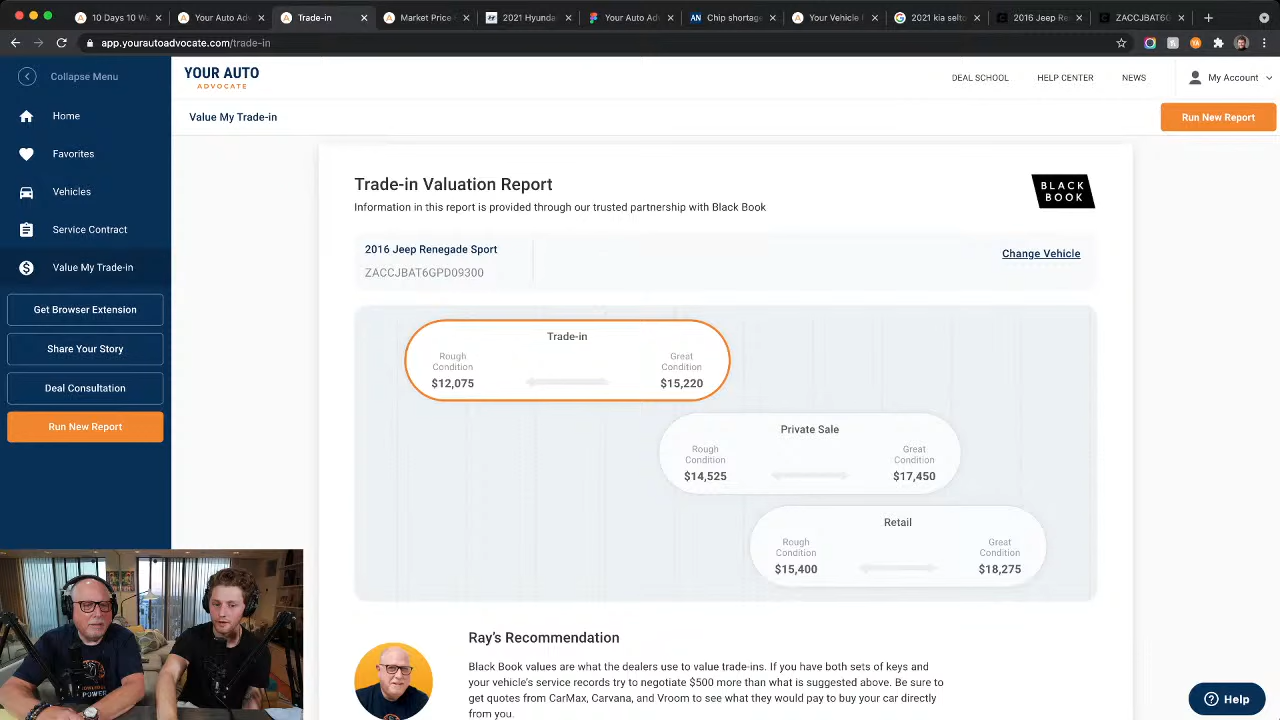 10 Days 10 W
Your Auto Adv
Trade-in
Market Price
2021 Hyunda
Your Auto Adv
Chip shortage
Your Vehicle
2021 kia selto
2016 Jeep Re
ZACCJBAT6G
app.yourautoadvocate.com/trade-in
Collapse Menu
YOUR AUTO
ADVOCATE
DEAL SCHOOL
HELP CENTER
NEWS
My Account
Home
Value My Trade-in
Run New Report
Favorites
Vehicles
Service Contract
Value My Trade-in
Get Browser Extension
Share Your Story
Deal Consultation
Run New Report
Trade-in Valuation Report
BLACK
BOOK
Information in this report is provided through our trusted partnership with Black Book
2016 Jeep Renegade Sport
ZACCJBAT6GPD09300
Change Vehicle
Trade-in
Rough
Condition
$12,075
Great
Condition
$15,220
Private Sale
Rough
Condition
$14,525
Great
Condition
$17,450
Retail
Rough
Condition
$15,400
Great
Condition
$18,275
Ray's Recommendation
Black Book values are what the dealers use to value trade-ins. If you have both sets of keys and
your vehicle's service records try to negotiate $500 more than what is suggested above. Be sure to
get quotes from CarMax, Carvana, and Vroom to see what they would pay to buy your car directly
from you.
POWER
Help